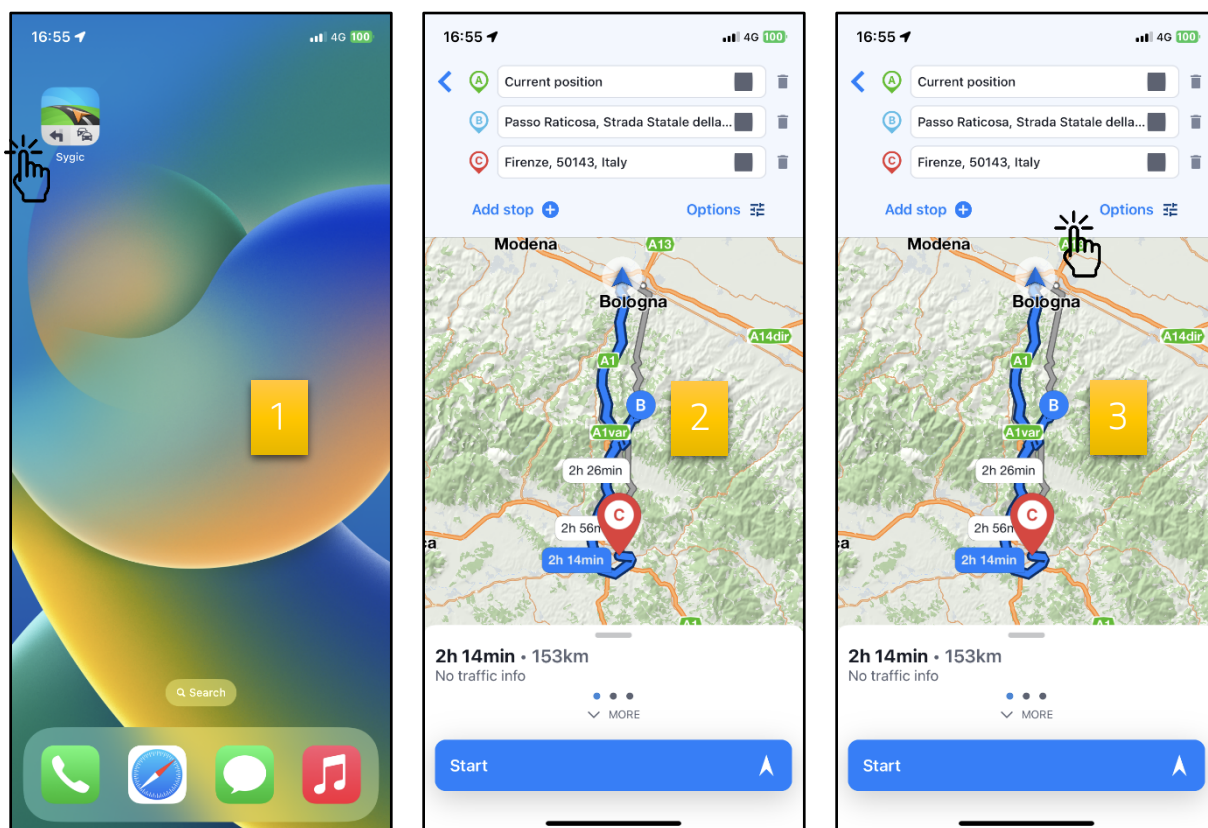 16:55
4G 100
Sygic
1
Search
16:55
4G 100
A Current position
B Passo Raticosa, Strada Statale della...
C Firenze, 50143, Italy
Add stop
Options
Modena
A13
Bologna
A14dir
A1
B
2
A1var
2h 26min
C
2h 56m
2h 14min
A1
2h 14min • 153km
No traffic info
MORE
Start
16:55
4G 100
A Current position
B Passo Raticosa, Strada Statale della...
C Firenze, 50143, Italy
Add stop
Options
Modena
Bologna
A14dir
A1
B
3
A1var
2h 26min
C
a
2h 56m
2h 14min
A1
2h 14min • 153km
No traffic info
MORE
Start